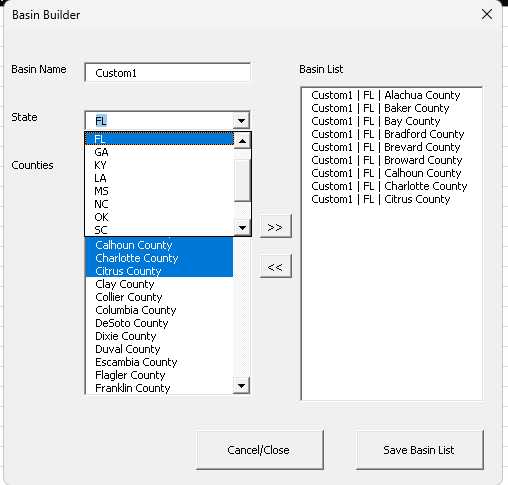 Basin Builder
Basin Name
Custom1
Basin List
State
FL
FL
GA
KY
LA
MS
NC
OK
SC
Counties
Calhoun County
Charlotte County
Citrus County
Clay County
Collier County
Columbia County
DeSoto County
Dixie County
Duval County
Escambia County
Flagler County
Franklin County
>>
<<
Custom1 | FL | Alachua County
Custom1 | FL | Baker County
Custom1 | FL | Bay County
Custom1 | FL | Bradford County
Custom1 | FL | Brevard County
Custom1 | FL | Broward County
Custom1 | FL | Calhoun County
Custom1 | FL | Charlotte County
Custom1 | FL | Citrus County
Cancel/Close
Save Basin List